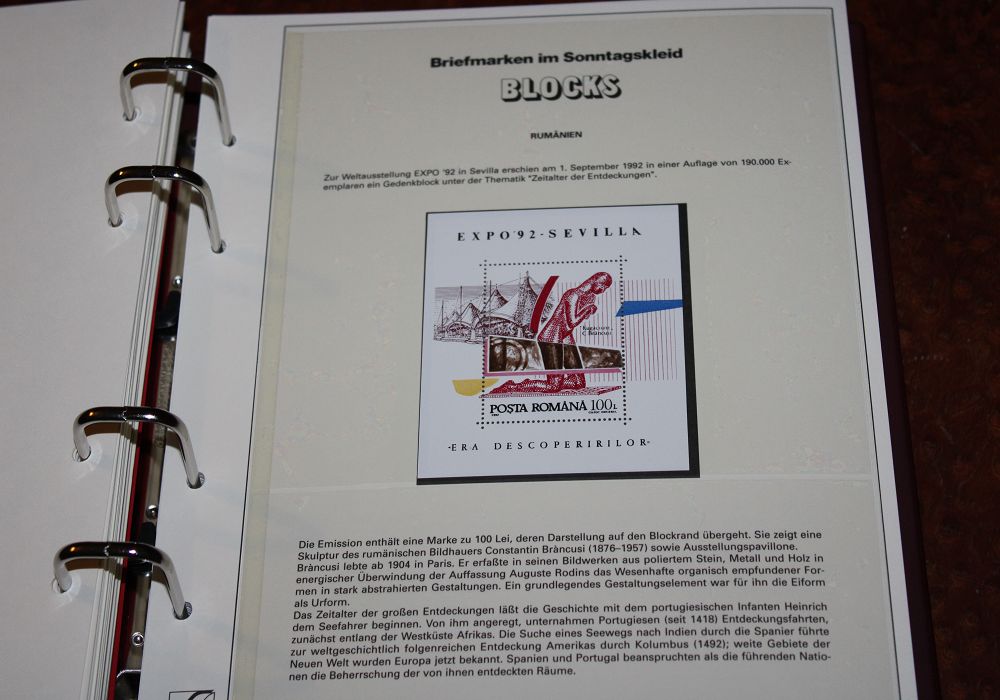 Briefmarken im Sonntagskleid
BLOCKS
RUMÄNIEN
Zur Weltausstellung EXPO '92 in Sevilla erschien am 1. September 1992 in einer Auflage von 190.000 Ex-
emplaren ein Gedenkblock unter der Thematik "Zeitalter der Entdeckungen".
EXPO'92-SEVILLA
C. Brâncuși
POSTA ROMÂNA 100L
1992
·ERA DESCOPERIRILOR·
Die Emission enthält eine Marke zu 100 Lei, deren Darstellung auf den Blockrand übergeht. Sie zeigt eine
Skulptur des rumänischen Bildhauers Constantin Bràncusi (1876–1957) sowie Ausstellungspavillone.
Bràncusi lebte ab 1904 in Paris. Er erfaßte in seinen Bildwerken aus poliertem Stein, Metall und Holz in
energischer Überwindung der Auffassung Auguste Rodins das Wesenhafte organisch empfundener For-
men in stark abstrahierten Gestaltungen. Ein grundlegendes Gestaltungselement war für ihn die Eiform
als Urform.
Das Zeitalter der großen Entdeckungen läßt die Geschichte mit dem portugiesischen Infanten Heinrich
dem Seefahrer beginnen. Von ihm angeregt, unternahmen Portugiesen (seit 1418) Entdeckungsfahrten,
zunächst entlang der Westküste Afrikas. Die Suche eines Seewegs nach Indien durch die Spanier führte
zur weltgeschichtlich folgenreichen Entdeckung Amerikas durch Kolumbus (1492); weite Gebiete der
Neuen Welt wurden Europa jetzt bekannt. Spanien und Portugal beanspruchten als die führenden Natio-
nen die Beherrschung der von ihnen entdeckten Räume.